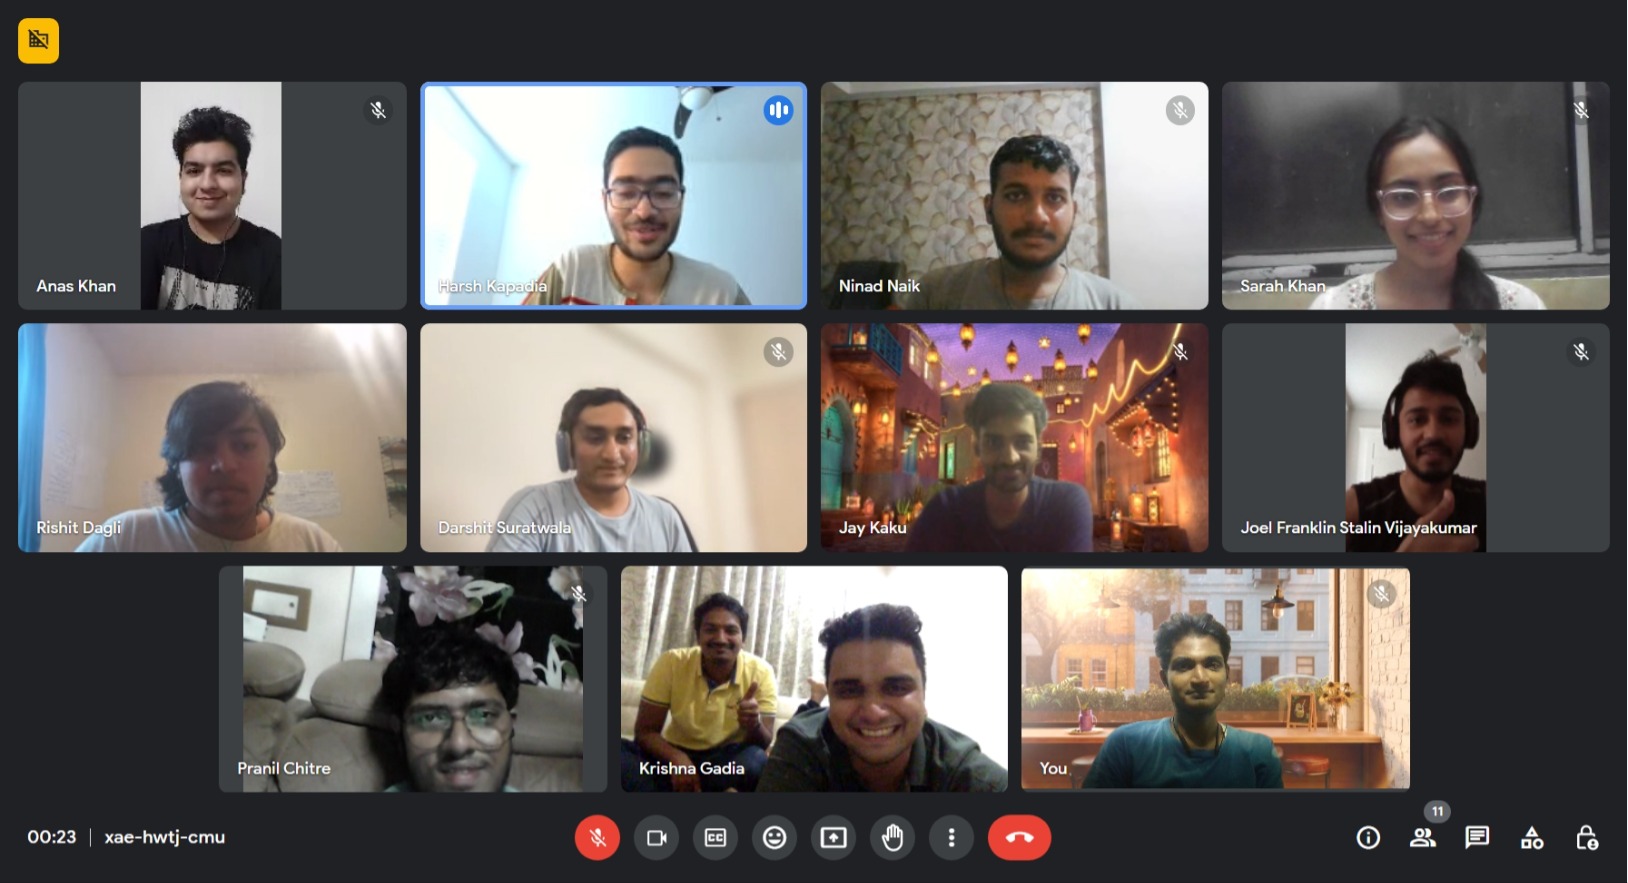 Anas Khan
Harsh Kapadia
Ninad Naik
Sarah Khan
Rishit Dagli
Darshit Suratwala
Jay Kaku
Joel Franklin Stalin Vijayakumar
Pranil Chitre
Krishna Gadia
You
11
00:23 | xae-hwtj-cmu
CC